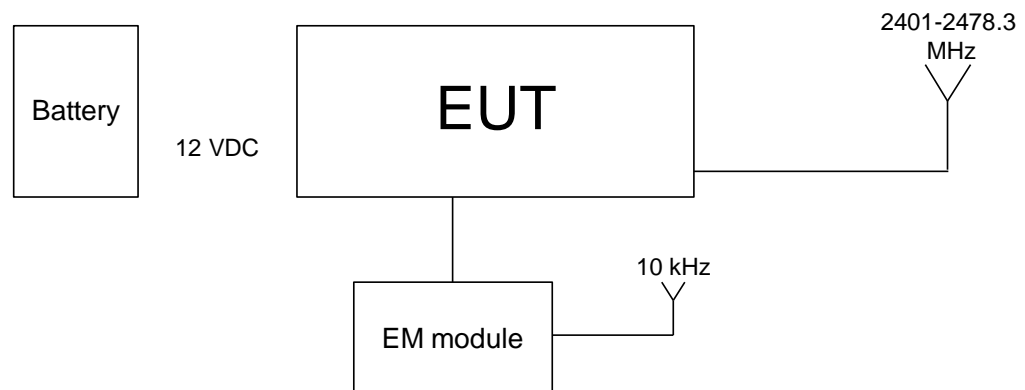 2401-2478.3
MHz
Battery
EUT
12 VDC
10 kHz
EM module